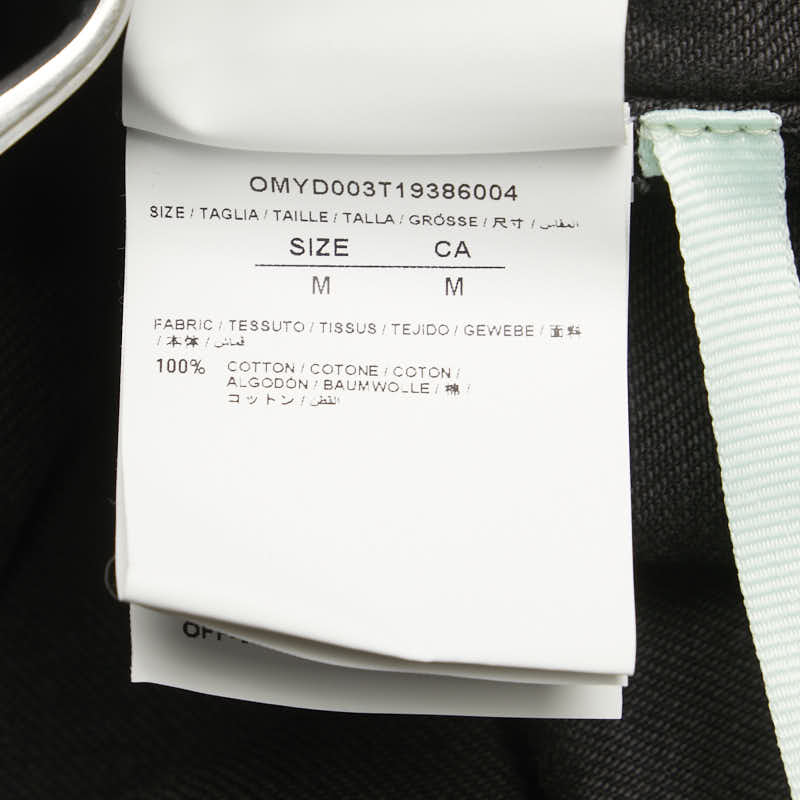 OMYD003T19386004
SIZE / TAGLIA / TAILLE / TALLA / GRÖSSE / 尺寸 / المقاس
SIZE CA
M M
FABRIC / TESSUTO / TISSUS / TEJIDO / GEWEBE / 面料
/ 本体 / قماش
100% COTTON / COTONE / COTON /
ALGODÓN / BAUMWOLLE / 棉 /
コットン / القطن